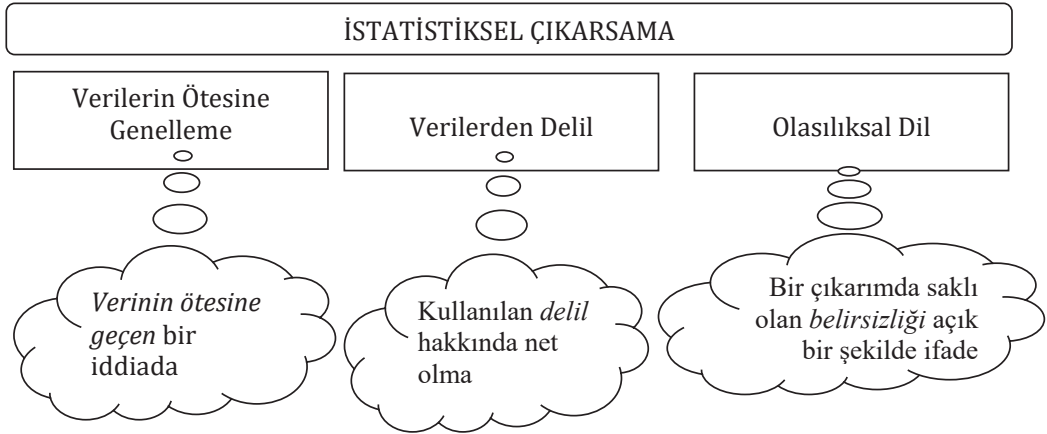 İSTATİSTİKSEL ÇIKARSAMA
Verilerin Ötesine
Genelleme
Verilerden Delil
Olasılıksal Dil
Verinin ötesine
geçen bir
iddiada
Kullanılan delil
hakkında net
olma
Bir çıkarımda saklı
olan belirsizliği açık
bir şekilde ifade